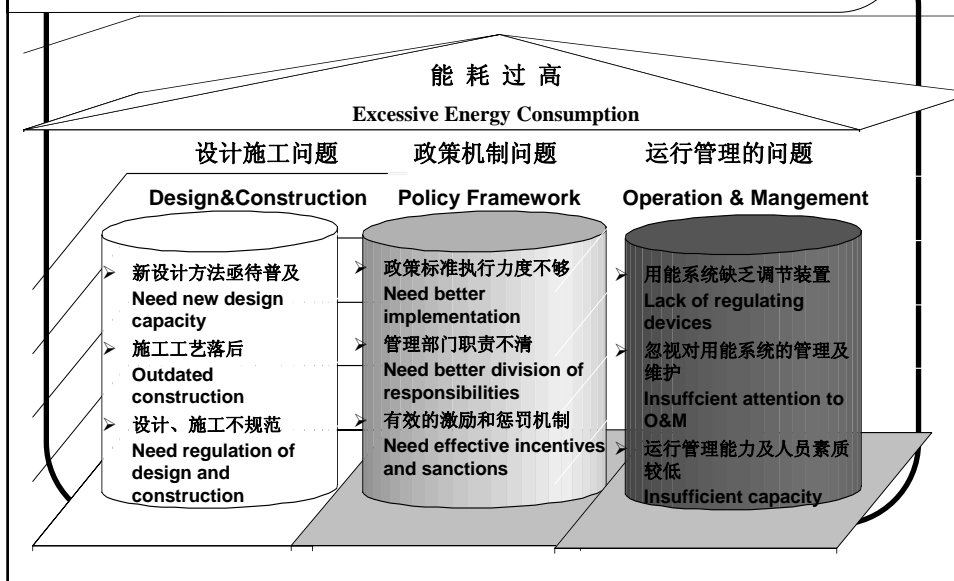 能 耗 过 高
Excessive Energy Consumption
设计施工问题
Design&Construction
➢ 新设计方法亟待普及
Need new design
capacity
➢ 施工工艺落后
Outdated
construction
➢ 设计、施工不规范
Need regulation of
design and
construction
政策机制问题
Policy Framework
➢ 政策标准执行力度不够
Need better
implementation
➢ 管理部门职责不清
Need better division of
responsibilities
➢ 有效的激励和惩罚机制
Need effective incentives
and sanctions
运行管理的问题
Operation & Mangement
➢ 用能系统缺乏调节装置
Lack of regulating
devices
➢ 忽视对用能系统的管理及
维护
Insuffcient attention to
O&M
➢ 运行管理能力及人员素质
较低
Insufficient capacity